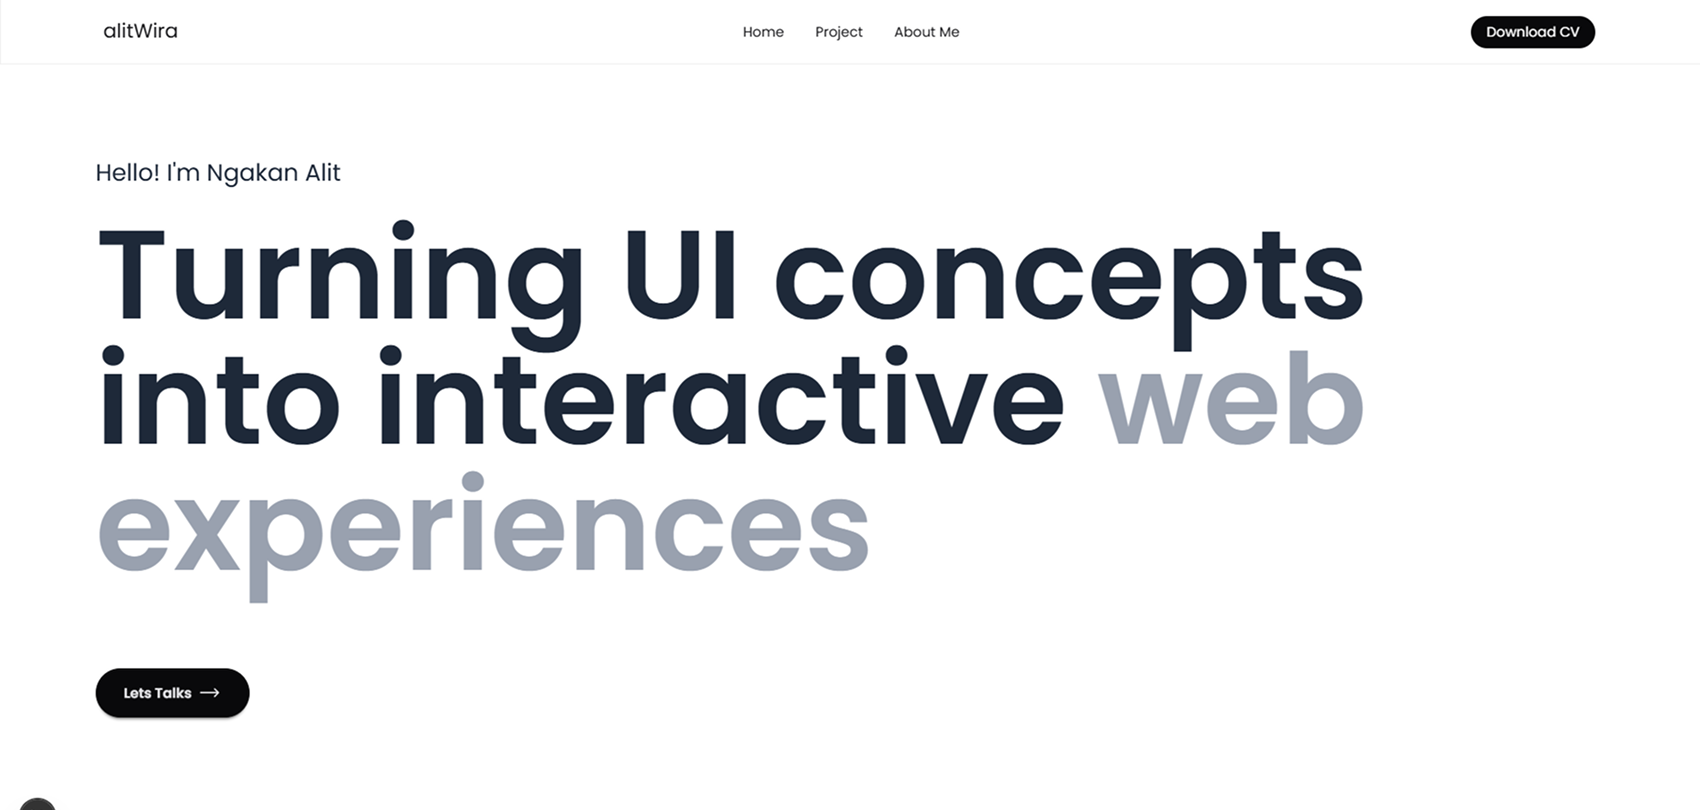 alitWira
Home Project About Me
Download CV
Hello! I'm Ngakan Alit
Turning UI concepts
into interactive web
experiences
Lets Talks